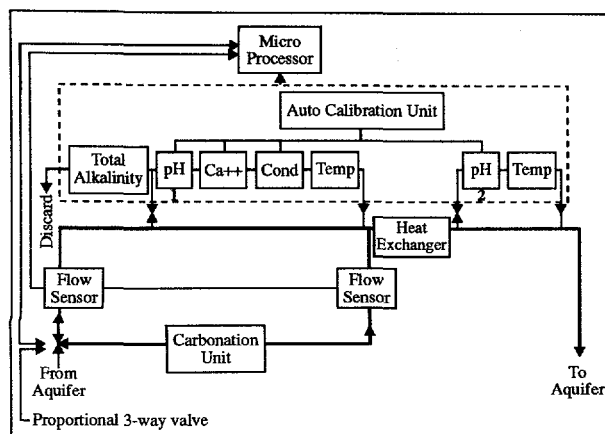 Micro
Processor
Auto Calibration Unit
Total
Alkalinity
pH
1
Ca++
Cond
Temp
pH
2
Temp
Discard
Heat
Exchanger
Flow
Sensor
Flow
Sensor
Carbonation
Unit
From
Aquifer
To
Aquifer
Proportional 3-way valve